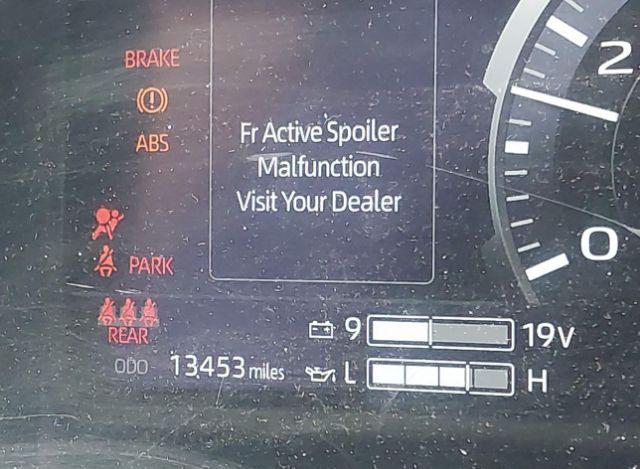 BRAKE
ABS
Fr Active Spoiler
Malfunction
Visit Your Dealer
PARK
REAR
ODO 13453 miles
2
0
9 19V
L H